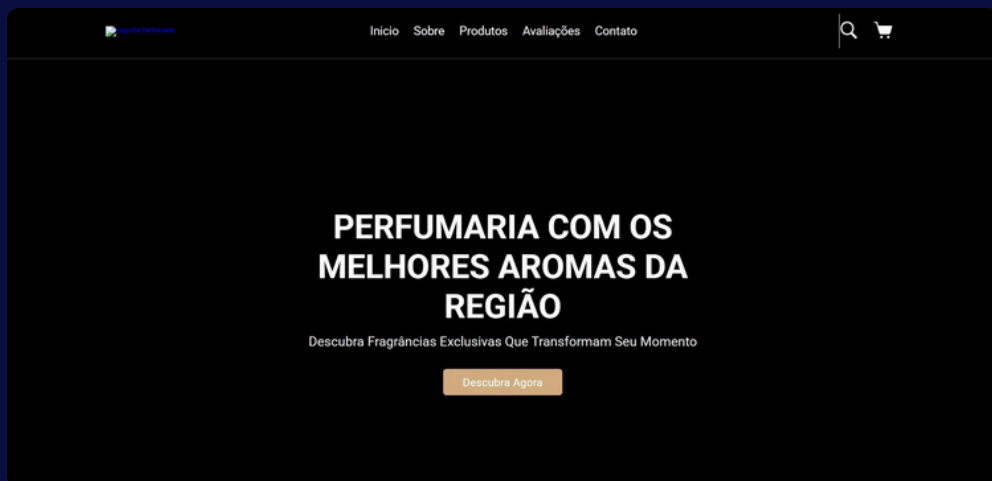 Inicio Sobre Produtos Avaliações Contato
PERFUMARIA COM OS
MELHORES AROMAS DA
REGIÃO
Descubra Fragrâncias Exclusivas Que Transformam Seu Momento
Descubra Agora